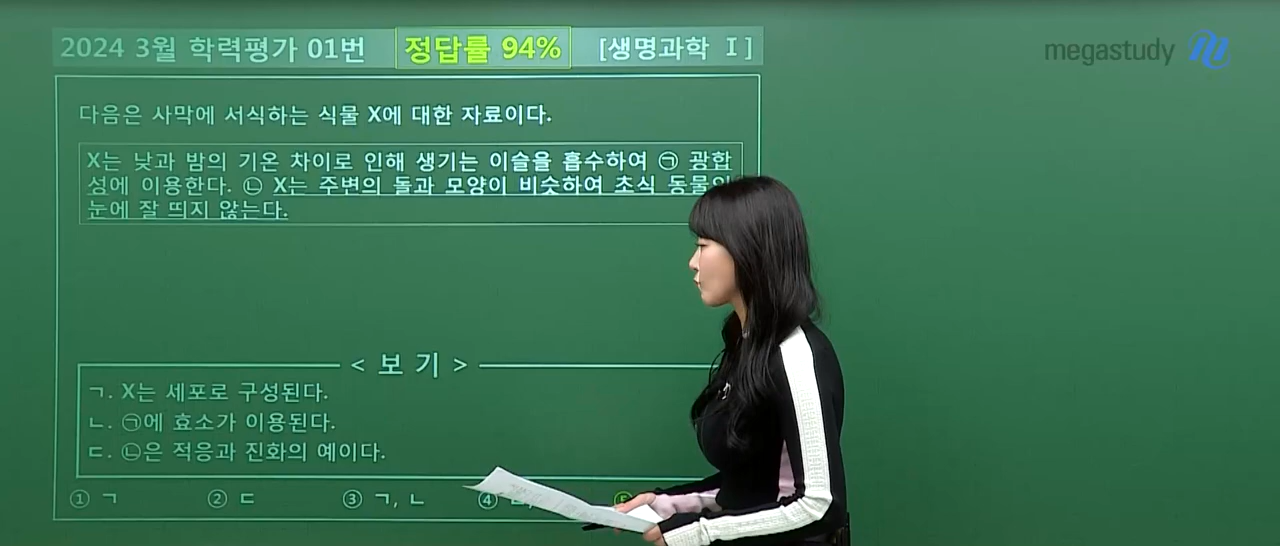 2024 3월 학력평가 01번 정답률 94% [생명과학 Ⅰ]
megastudy
다음은 사막에 서식하는 식물 X에 대한 자료이다.
X는 낮과 밤의 기온 차이로 인해 생기는 이슬을 흡수하여 ㉠ 광합
성에 이용한다. ㉡ X는 주변의 돌과 모양이 비슷하여 초식 동물의
눈에 잘 띄지 않는다.
< 보 기 >
ㄱ. X는 세포로 구성된다.
ㄴ. ㉠에 효소가 이용된다.
ㄷ. ㉡은 적응과 진화의 예이다.
① ㄱ ② ㄷ ③ ㄱ, ㄴ ④ ⑤